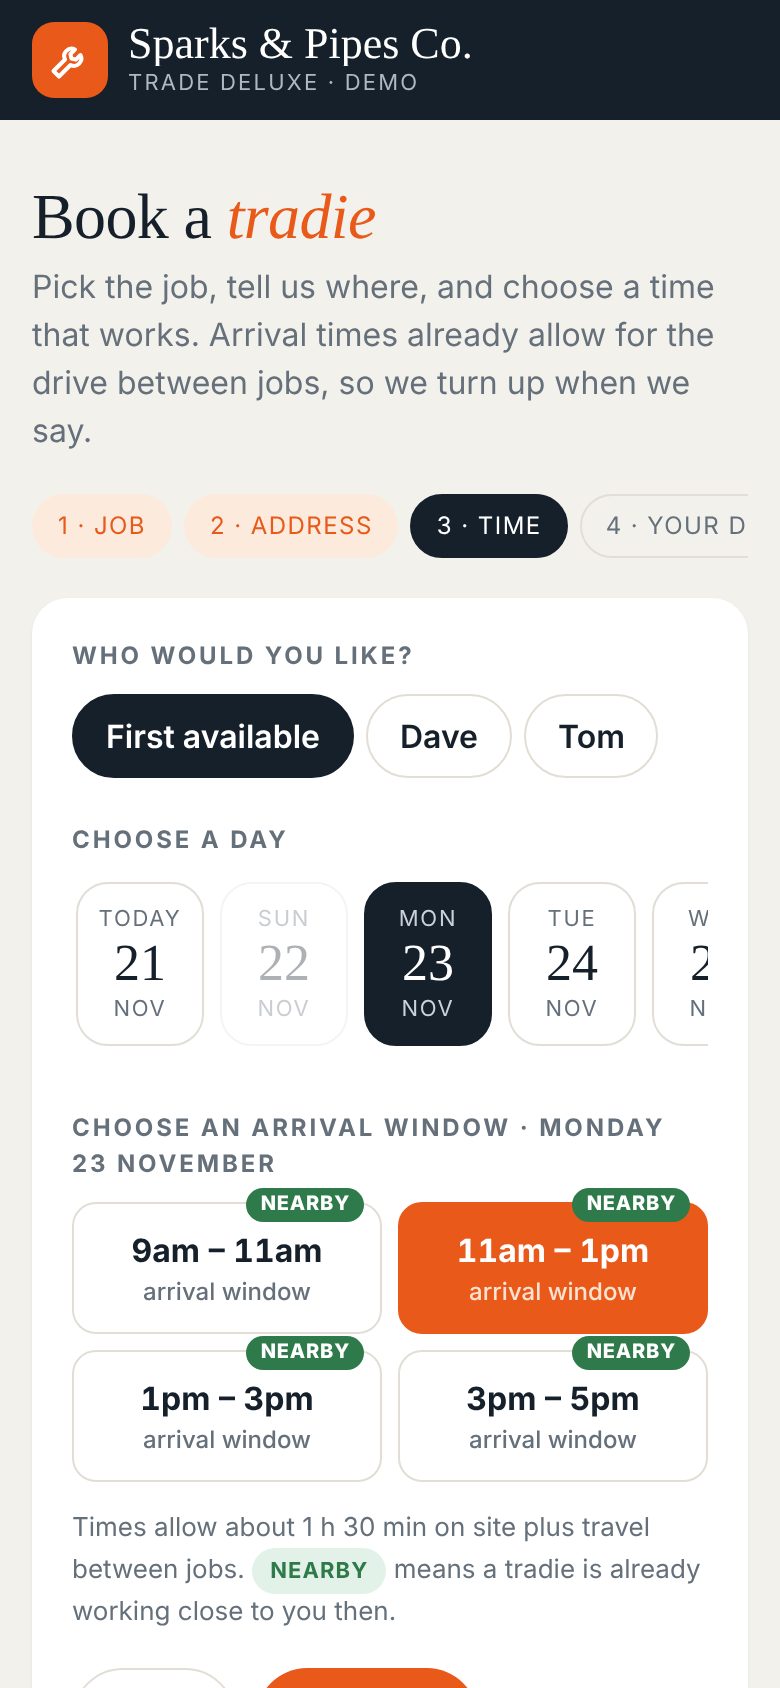 Sparks & Pipes Co.
TRADE DELUXE · DEMO
Book a tradie
Pick the job, tell us where, and choose a time
that works. Arrival times already allow for the
drive between jobs, so we turn up when we
say.
1 · JOB
2 · ADDRESS
3 · TIME
4 · YOUR D
WHO WOULD YOU LIKE?
First available
Dave
Tom
CHOOSE A DAY
TODAY
21
NOV
SUN
22
NOV
MON
23
NOV
TUE
24
NOV
W
2
N
CHOOSE AN ARRIVAL WINDOW · MONDAY
23 NOVEMBER
NEARBY
9am – 11am
arrival window
NEARBY
11am – 1pm
arrival window
NEARBY
1pm – 3pm
arrival window
NEARBY
3pm – 5pm
arrival window
Times allow about 1 h 30 min on site plus travel
between jobs. NEARBY means a tradie is already
working close to you then.